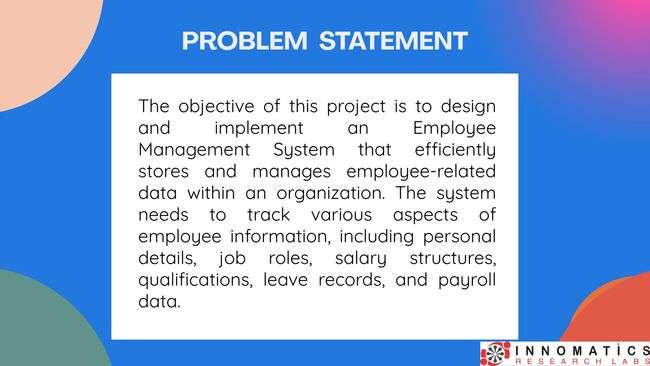 PROBLEM STATEMENT
The objective of this project is to design
and implement an Employee
Management System that efficiently
stores and manages employee-related
data within an organization. The system
needs to track various aspects of
employee information, including personal
details, job roles, salary structures,
qualifications, leave records, and payroll
data.
INNOMATICS
RESEARCH LABS